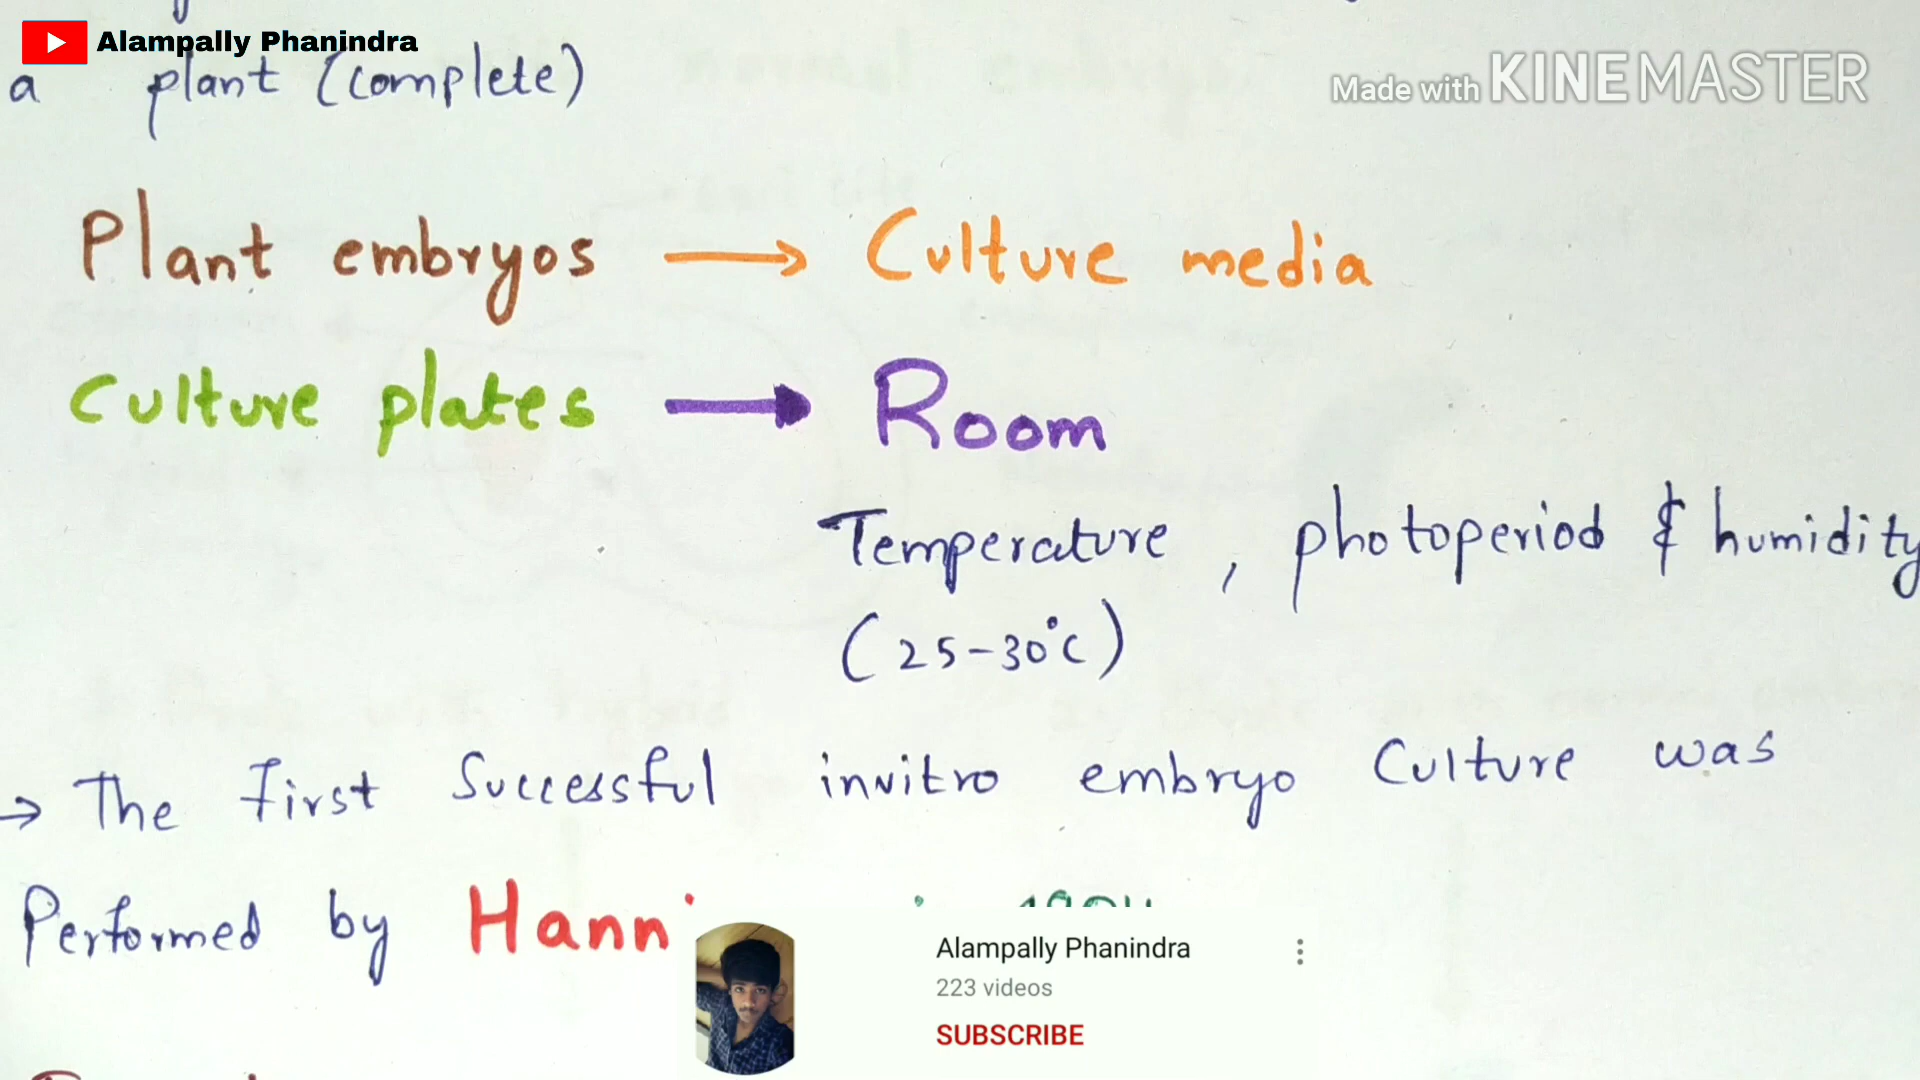 Alampally Phanindra
Made with KINEMASTER
a plant (complete)
Plant embryos → Culture media
Culture plates → Room
Temperature, photoperiod & humidity
(25-30°C)
→ The First Successful invitro embryo Culture was
Performed by Hann
Alampally Phanindra
223 videos
SUBSCRIBE